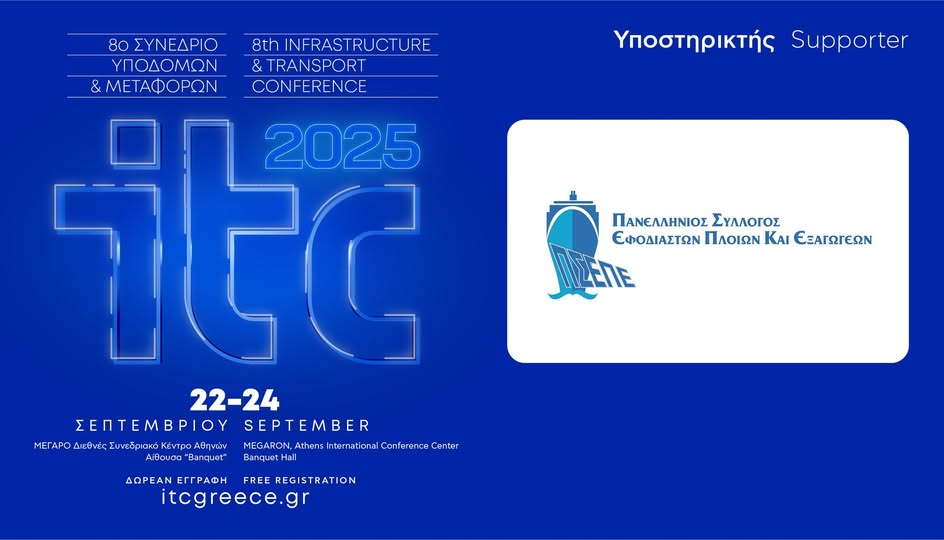 8ο ΣΥΝΕΔΡΙΟ
ΥΠΟΔΟΜΩΝ
& ΜΕΤΑΦΟΡΩΝ
8th INFRASTRUCTURE
& TRANSPORT
CONFERENCE
2025
itc
22-24
ΣΕΠΤΕΜΒΡΙΟΥ SEPTEMBER
ΜΕΓΑΡΟ Διεθνές Συνεδριακό Κέντρο Αθηνών
Αίθουσα "Banquet"
MEGARON, Athens International Conference Center
Banquet Hall
ΔΩΡΕΑΝ ΕΓΓΡΑΦΗ FREE REGISTRATION
itcgreece.gr
Υποστηρικτής Supporter
ΠΑΝΕΛΛΗΝΙΟΣ ΣΥΛΛΟΓΟΣ
ΕΦΟΔΙΑΣΤΩΝ ΠΛΟΙΩΝ ΚΑΙ ΕΞΑΓΩΓΕΩΝ
ΠΣΕΠΕ